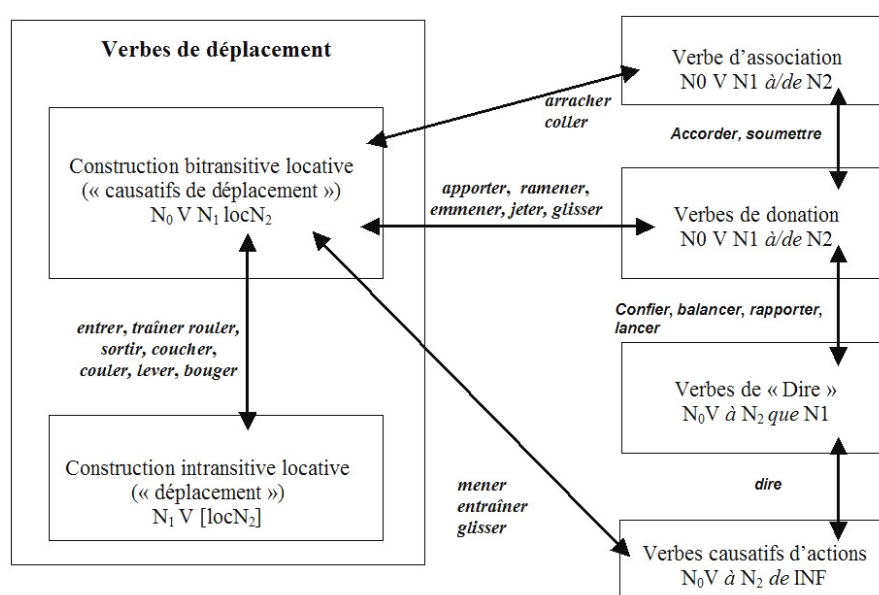 Verbes de déplacement
Construction bitransitive locative
(« causatifs de déplacement »)
N₀ V N₁ locN₂
entrer, traîner rouler,
sortir, coucher,
couler, lever, bouger
Construction intransitive locative
(« déplacement »)
N₁ V [locN₂]
arracher
coller
apporter, ramener,
emmener, jeter, glisser
mener
entraîner
glisser
Verbe d’association
N0 V N1 à/de N2
Accorder, soumettre
Verbes de donation
N0 V N1 à/de N2
Confier, balancer, rapporter,
lancer
Verbes de « Dire »
N₀V à N₂ que N1
dire
Verbes causatifs d’actions
N₀V à N₂ de INF